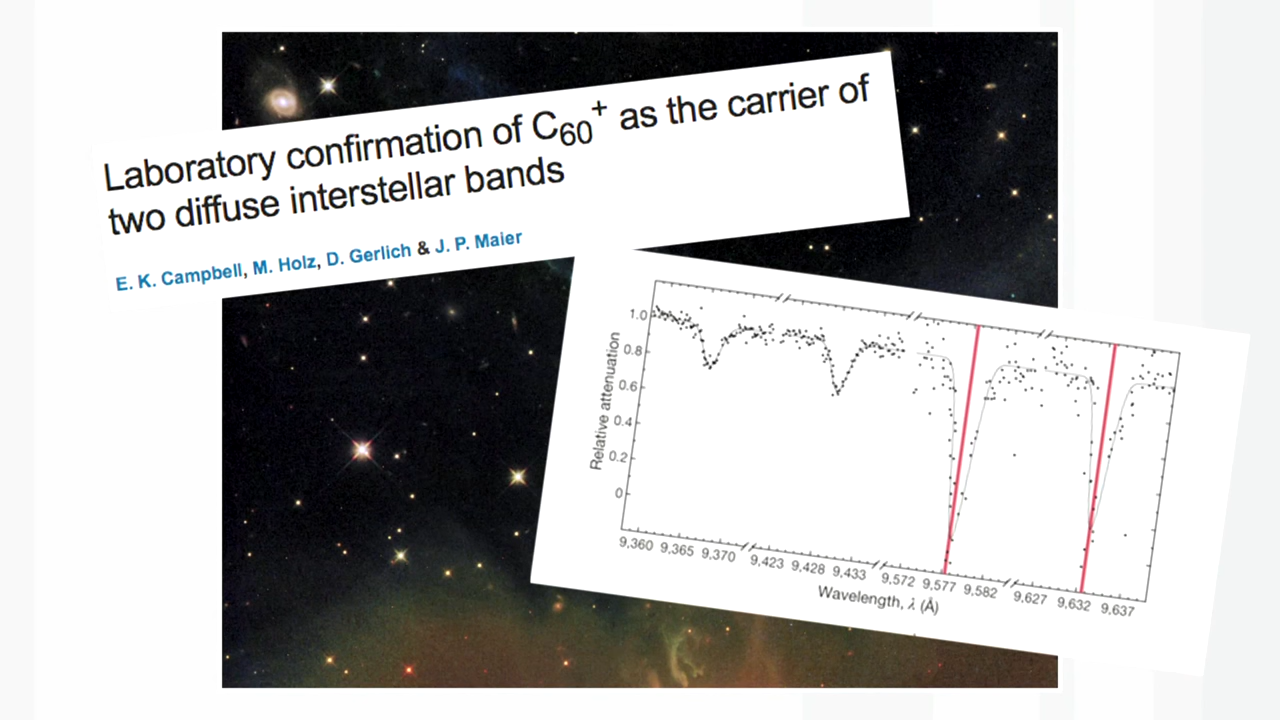 Laboratory confirmation of C₆₀⁺ as the carrier of
two diffuse interstellar bands
E. K. Campbell, M. Holz, D. Gerlich & J. P. Maier
Relative attenuation
1.0
0.8
0.6
0.4
0.2
0
9,360 9,365 9,370 9,423 9,428 9,433 9,572 9,577 9,582 9,627 9,632 9,637
Wavelength, λ (Å)